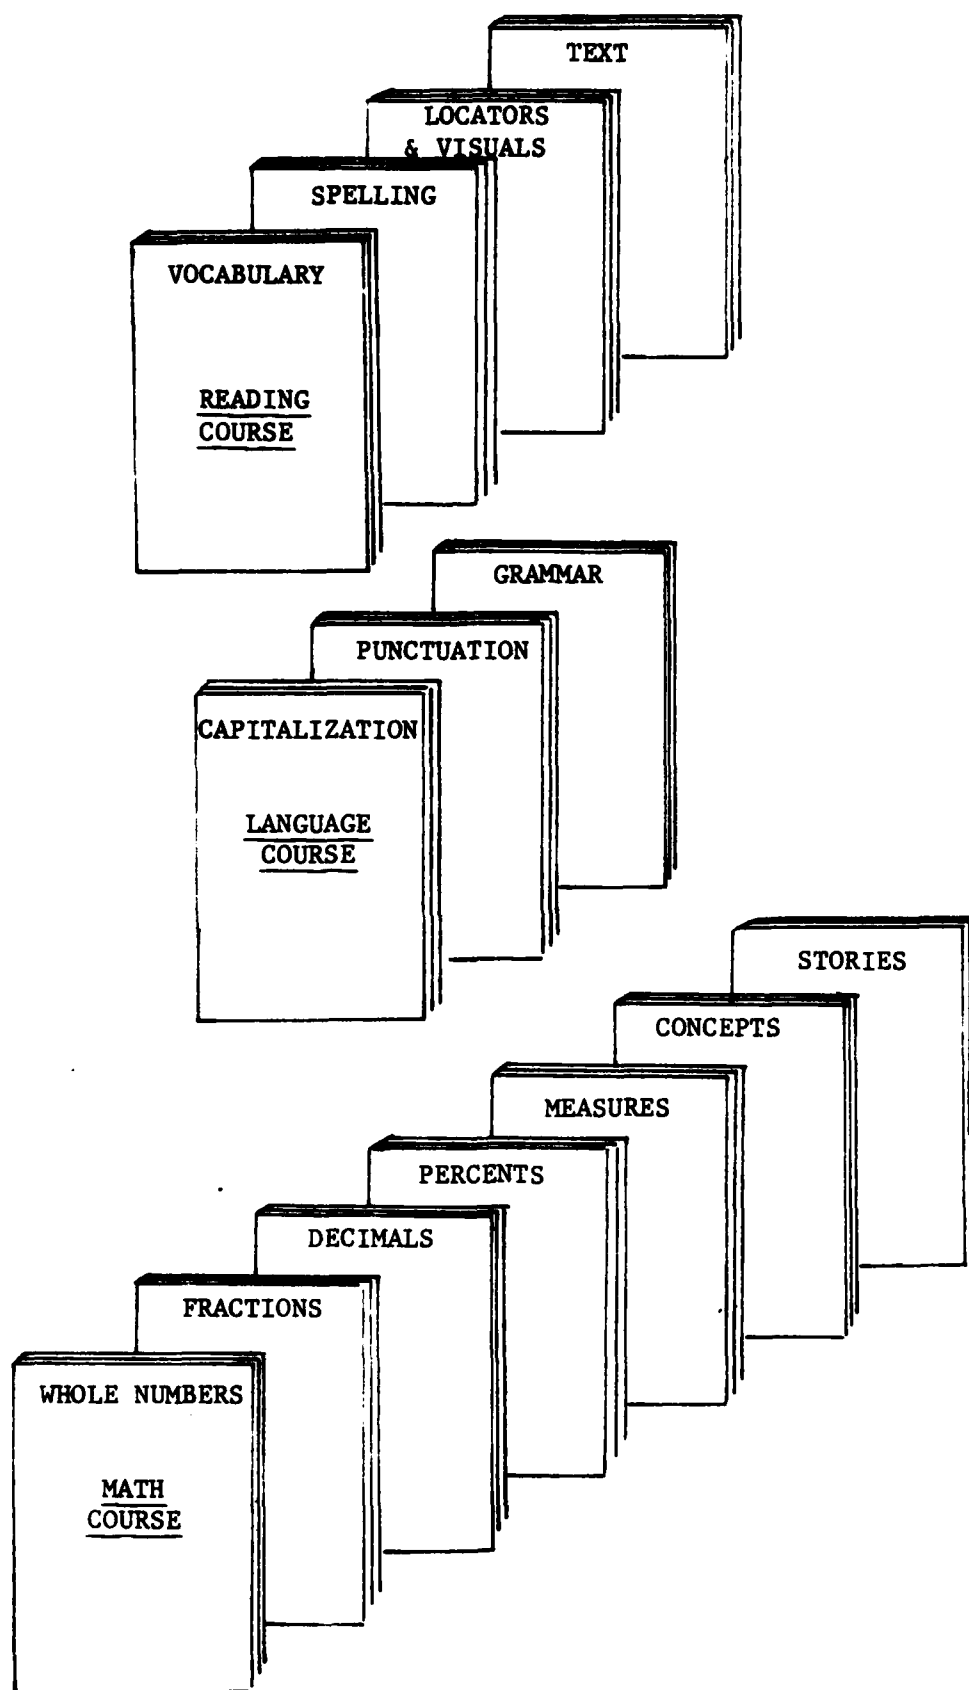 TEXT
LOCATORS
& VISUALS
SPELLING
VOCABULARY
READING
COURSE
GRAMMAR
PUNCTUATION
CAPITALIZATION
LANGUAGE
COURSE
STORIES
CONCEPTS
MEASURES
PERCENTS
DECIMALS
FRACTIONS
WHOLE NUMBERS
MATH
COURSE